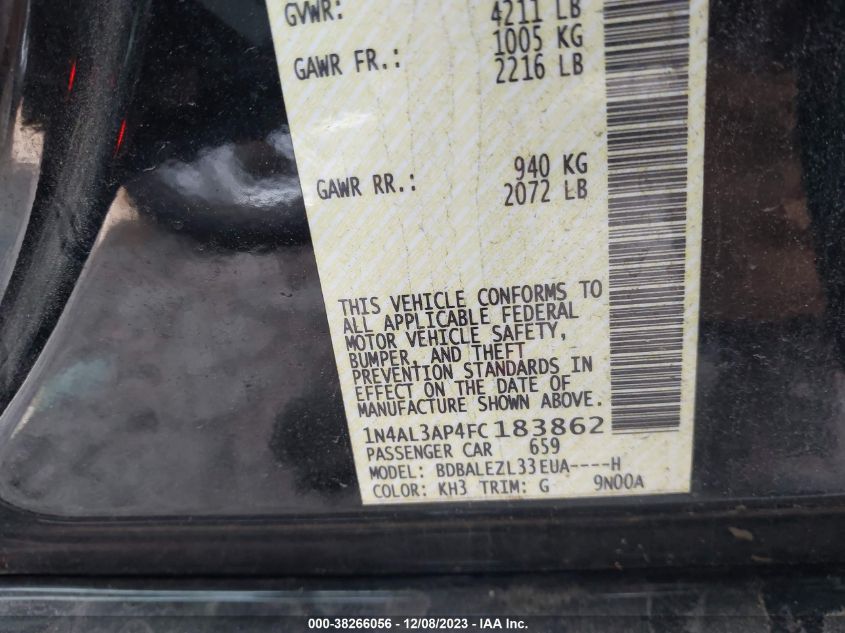 GVWR: 4211 LB
1005 KG
GAWR FR.: 2216 LB
940 KG
GAWR RR.: 2072 LB
THIS VEHICLE CONFORMS TO
ALL APPLICABLE FEDERAL
MOTOR VEHICLE SAFETY,
BUMPER, AND THEFT
PREVENTION STANDARDS IN
EFFECT ON THE DATE OF
MANUFACTURE SHOWN ABOVE.
1N4AL3AP4FC183862
PASSENGER CAR 659
MODEL: BDBALEZL33EUA----H
COLOR: KH3 TRIM: G 9N00A
000-38266056 - 12/08/2023 - IAA Inc.